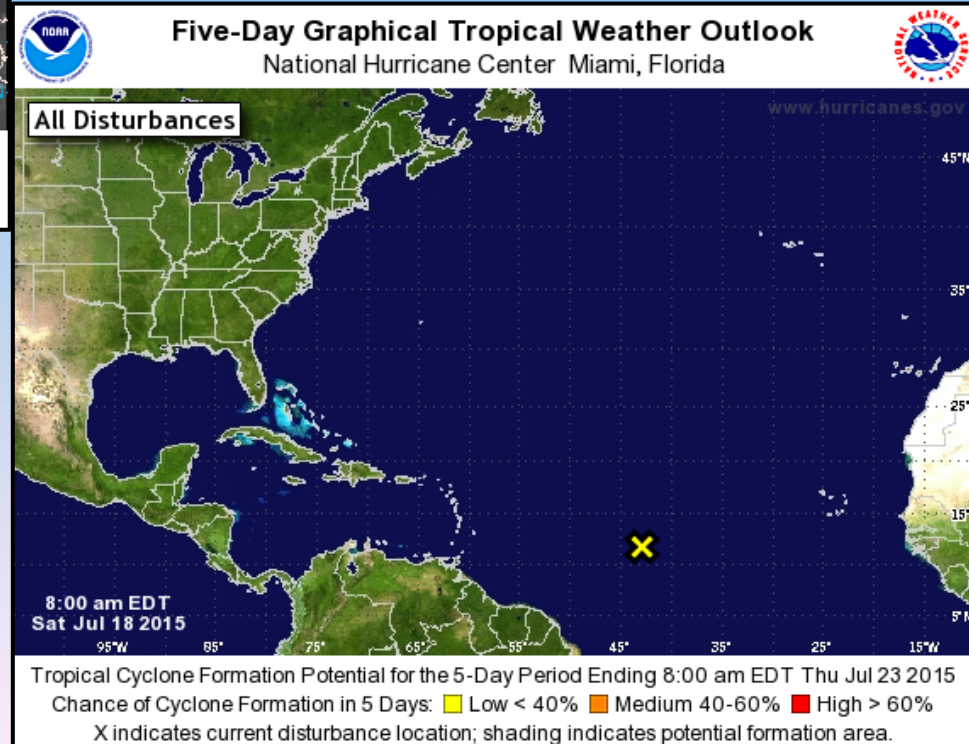 Five-Day Graphical Tropical Weather Outlook
National Hurricane Center Miami, Florida
NOAA
NATIONAL WEATHER SERVICE
All Disturbances
www.hurricanes.gov
45°N
35°
25°
15°
5°N
8:00 am EDT
Sat Jul 18 2015
95°W 85° 75° 65° 55° 45° 35° 25° 15°W
Tropical Cyclone Formation Potential for the 5-Day Period Ending 8:00 am EDT Thu Jul 23 2015
Chance of Cyclone Formation in 5 Days: Low < 40% Medium 40-60% High > 60%
X indicates current disturbance location; shading indicates potential formation area.